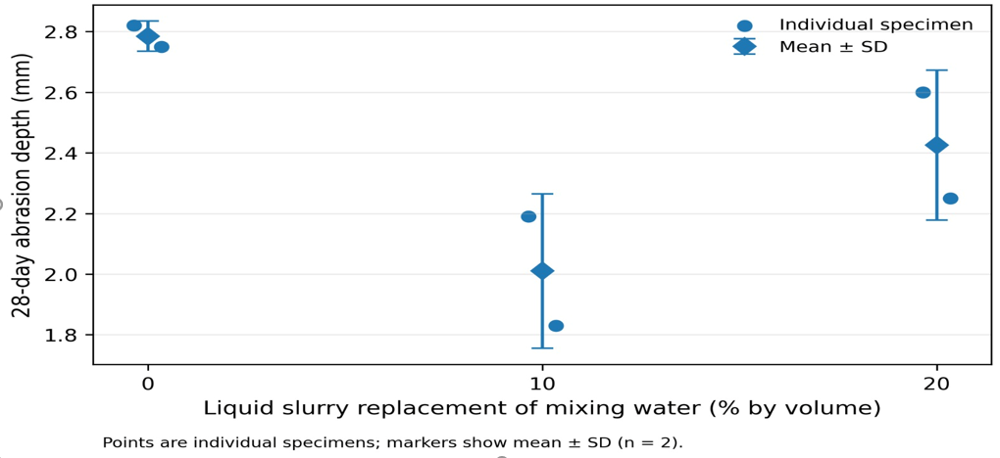 2.8
2.6
2.4
2.2
2.0
1.8
28-day abrasion depth (mm)
Individual specimen
Mean ± SD
0
10
20
Liquid slurry replacement of mixing water (% by volume)
Points are individual specimens; markers show mean ± SD (n = 2).